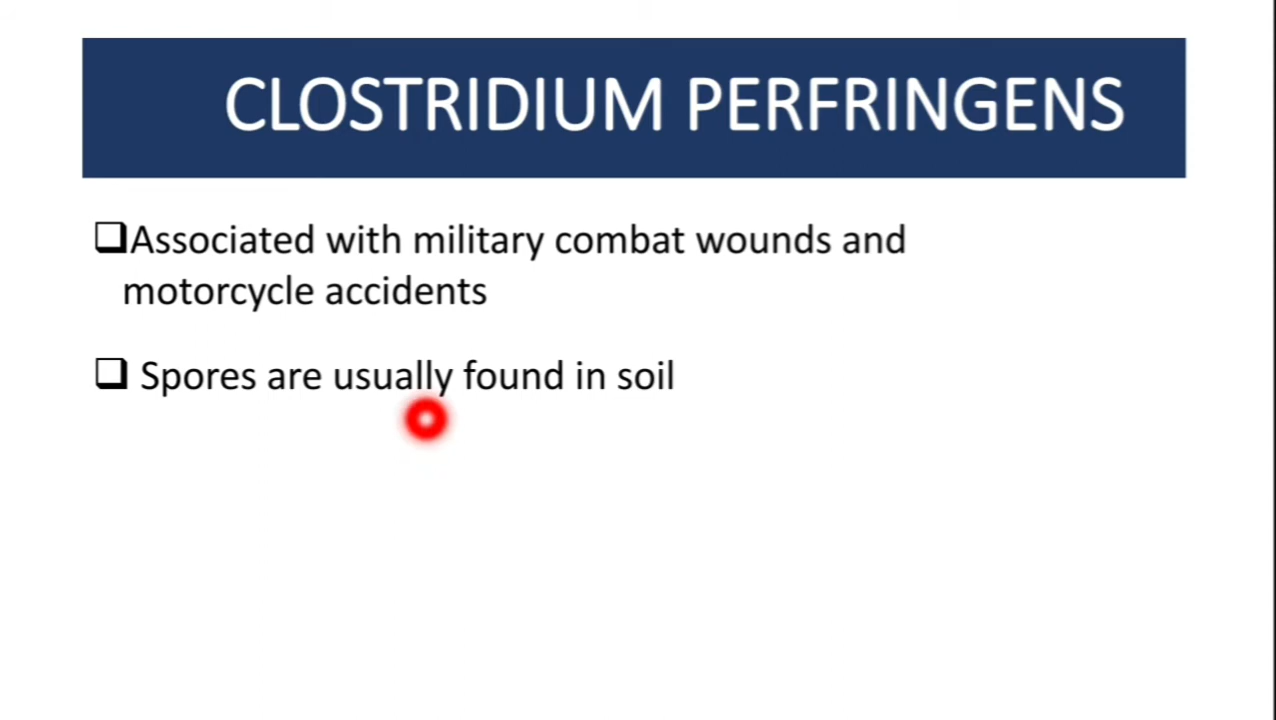 CLOSTRIDIUM PERFRINGENS
Associated with military combat wounds and
motorcycle accidents
Spores are usually found in soil